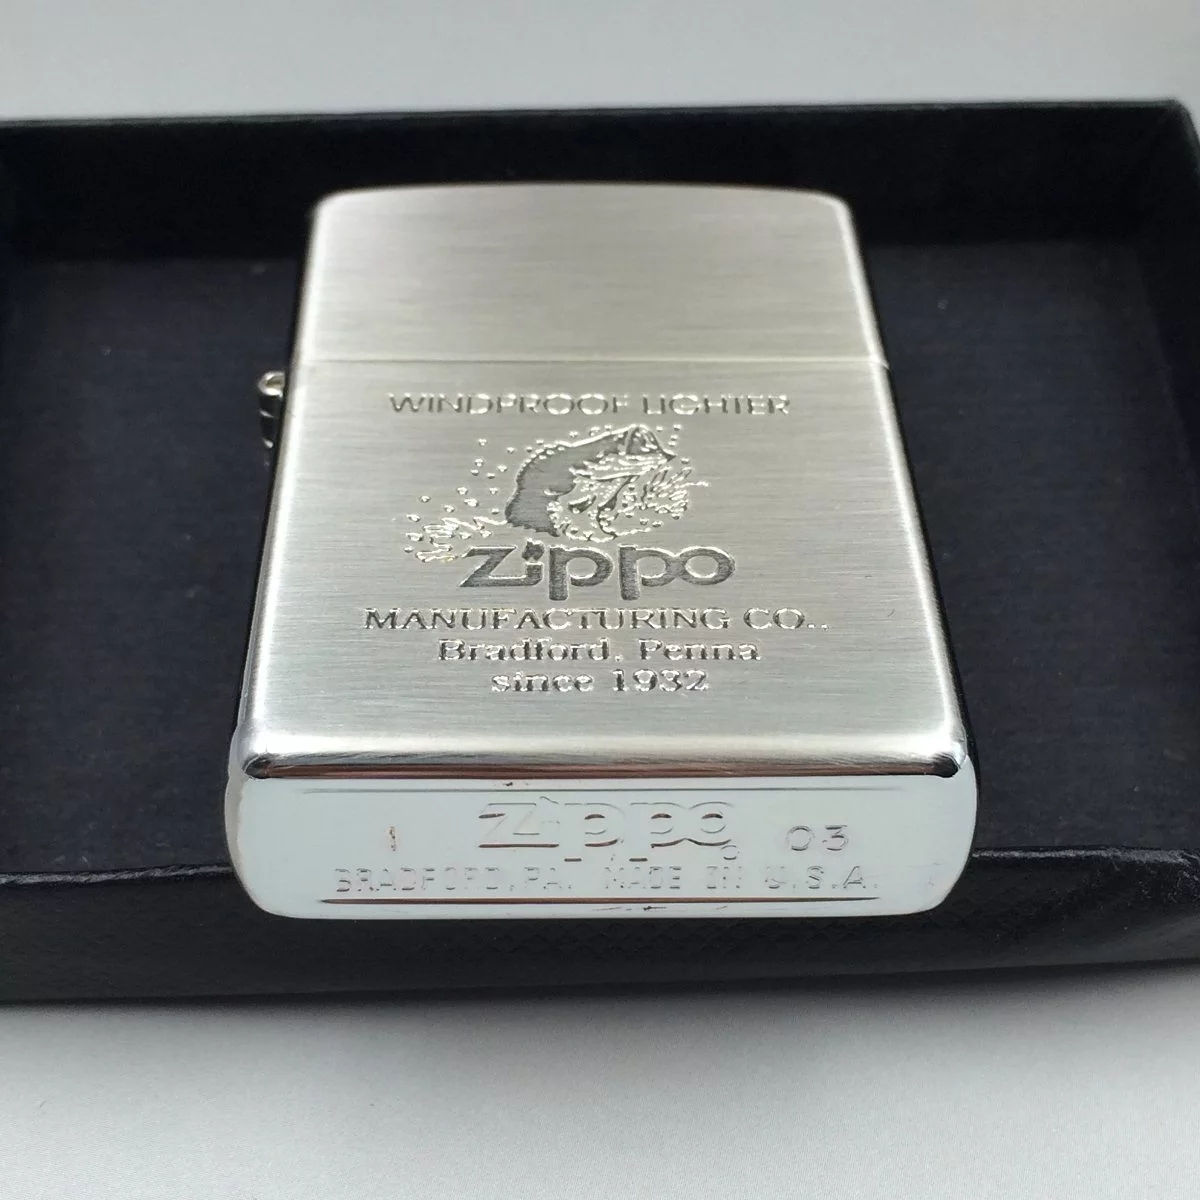 WINDPROOF LIGHTER
Zippo
MANUFACTURING CO..
Bradford, Penna
since 1932
I Zippo 03
BRADFORD, PA. MADE IN U.S.A.